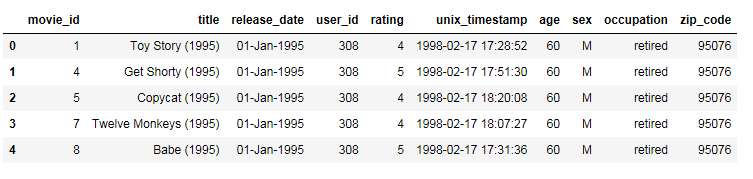 movie_id title release_date user_id rating unix_timestamp age sex occupation zip_code
0 1 Toy Story (1995) 01-Jan-1995 308 4 1998-02-17 17:28:52 60 M retired 95076
1 4 Get Shorty (1995) 01-Jan-1995 308 5 1998-02-17 17:51:30 60 M retired 95076
2 5 Copycat (1995) 01-Jan-1995 308 4 1998-02-17 18:20:08 60 M retired 95076
3 7 Twelve Monkeys (1995) 01-Jan-1995 308 4 1998-02-17 18:07:27 60 M retired 95076
4 8 Babe (1995) 01-Jan-1995 308 5 1998-02-17 17:31:36 60 M retired 95076